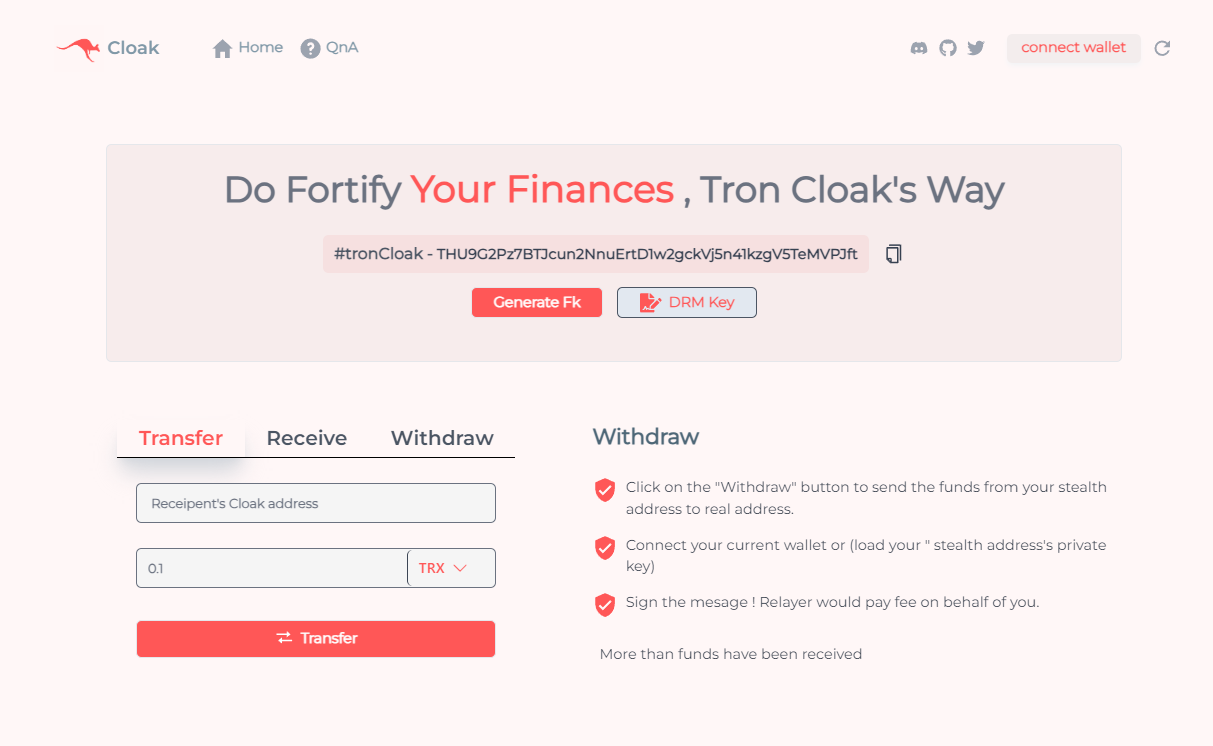 Cloak
Home
QnA
connect wallet
Do Fortify Your Finances , Tron Cloak's Way
#tronCloak - THU9G2Pz7BTJcun2NnuErtD1w2gckVj5n41kzgV5TeMVPJft
Generate Fk
DRM Key
Transfer
Receive
Withdraw
Receipent's Cloak address
0.1
TRX
Transfer
Withdraw
Click on the "Withdraw" button to send the funds from your stealth
address to real address.
Connect your current wallet or (load your " stealth address's private
key)
Sign the mesage ! Relayer would pay fee on behalf of you.
More than funds have been received